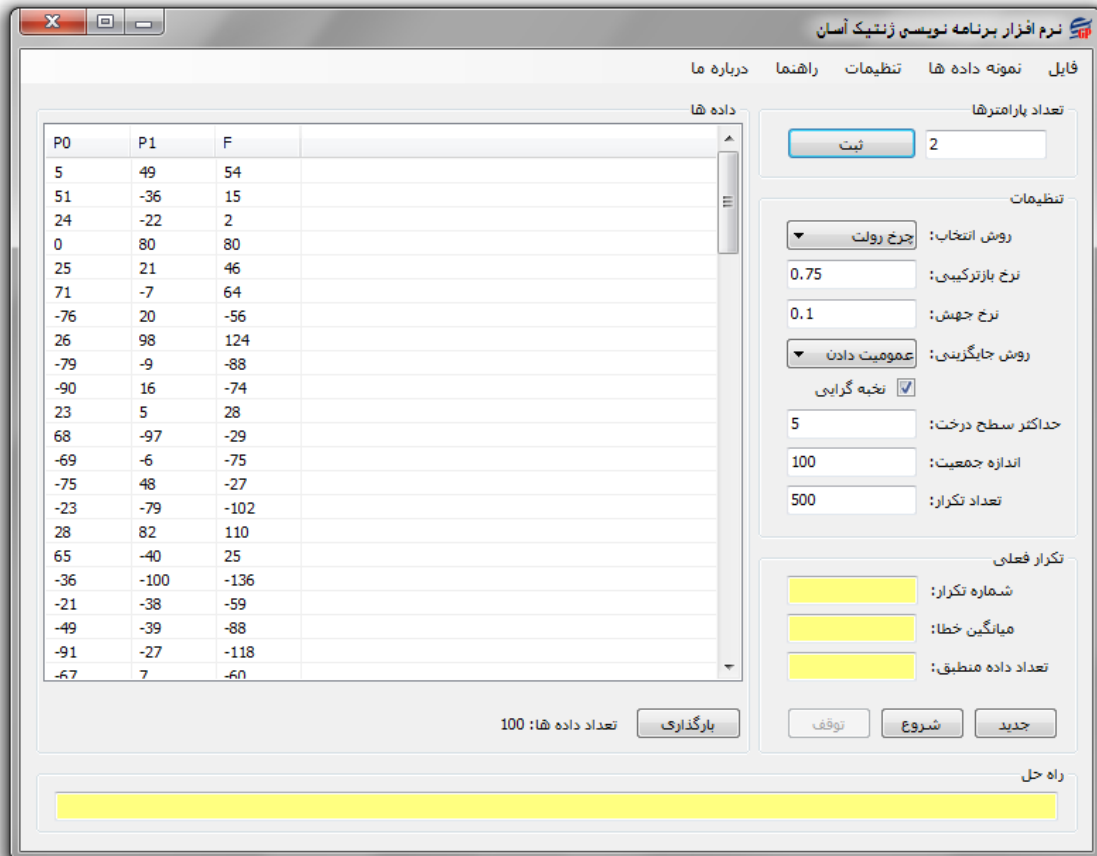 نرم افزار برنامه نویسی ژنتیک آسان
فایل نمونه داده ها تنظیمات راهنما درباره ما
تعداد پارامترها
2 ثبت
تنظیمات
روش انتخاب: چرخ رولت
نرخ بازترکیبی: 0.75
نرخ جهش: 0.1
روش جایگزینی: عمومیت دادن
نخبه گرایی
حداکثر سطح درخت: 5
اندازه جمعیت: 100
تعداد تکرار: 500
تکرار فعلی
شماره تکرار:
میانگین خطا:
تعداد داده منطبق:
جدید شروع توقف
داده ها
P0 P1 F
5 49 54
51 -36 15
24 -22 2
0 80 80
25 21 46
71 -7 64
-76 20 -56
26 98 124
-79 -9 -88
-90 16 -74
23 5 28
68 -97 -29
-69 -6 -75
-75 48 -27
-23 -79 -102
28 82 110
65 -40 25
-36 -100 -136
-21 -38 -59
-49 -39 -88
-91 -27 -118
-67 7 -60
بارگذاری تعداد داده ها: 100
راه حل